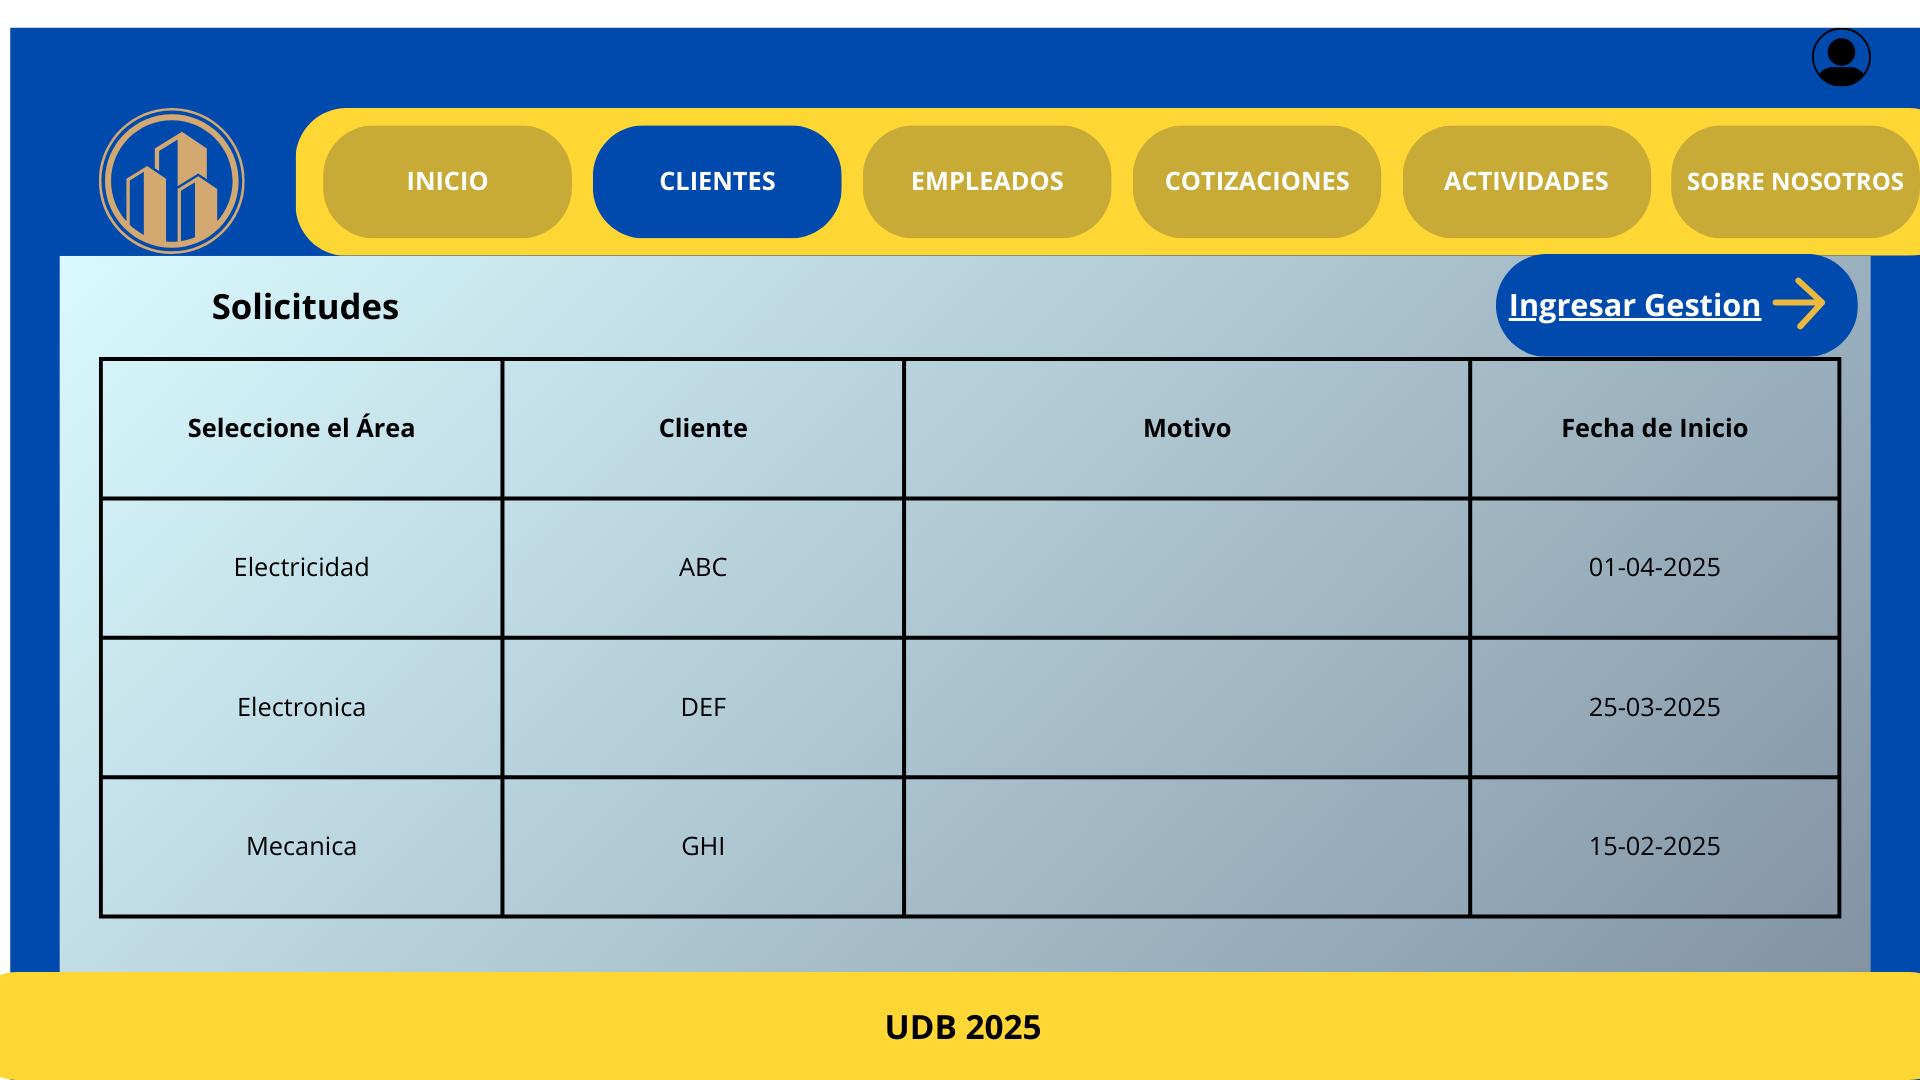 INICIO
CLIENTES
EMPLEADOS
COTIZACIONES
ACTIVIDADES
SOBRE NOSOTROS
Solicitudes
Ingresar Gestion
Seleccione el Área
Cliente
Motivo
Fecha de Inicio
Electricidad
ABC
01-04-2025
Electronica
DEF
25-03-2025
Mecanica
GHI
15-02-2025
UDB 2025